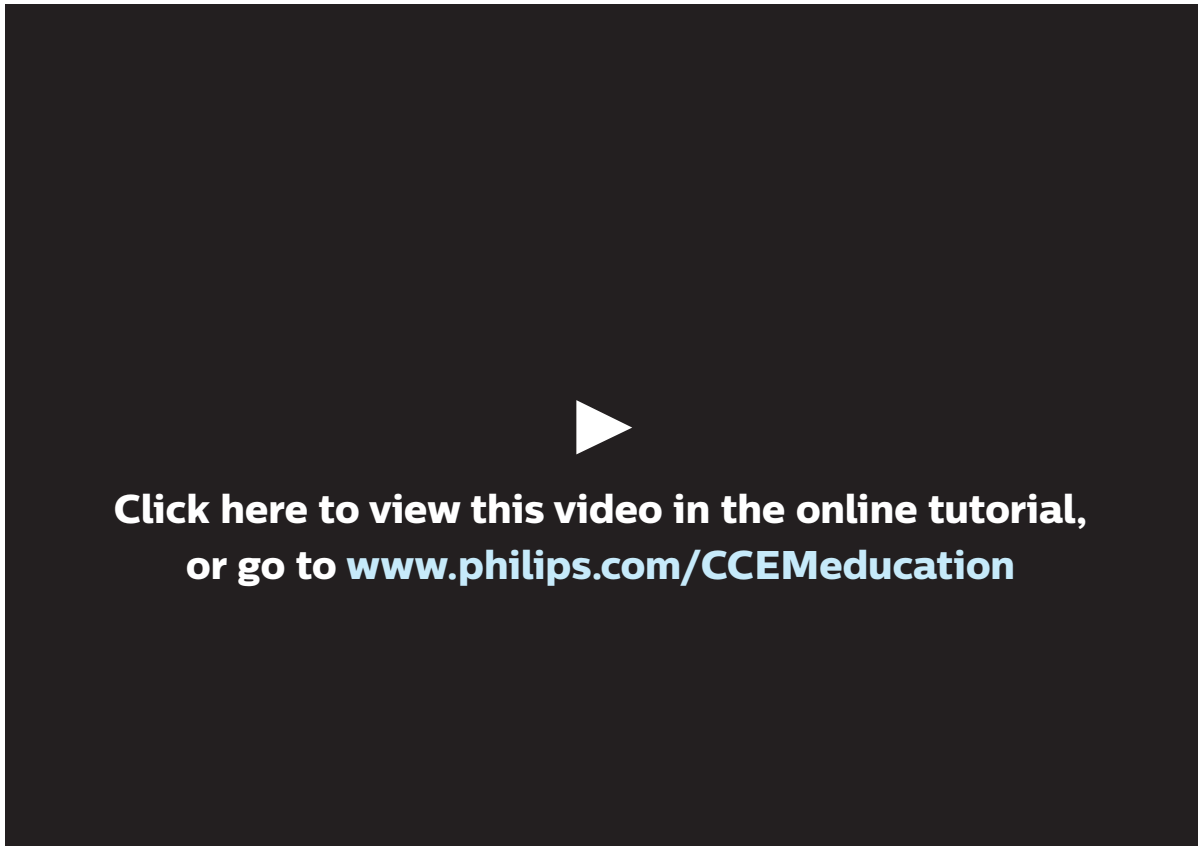 Click here to view this video in the online tutorial,
or go to www.philips.com/CCEMeducation